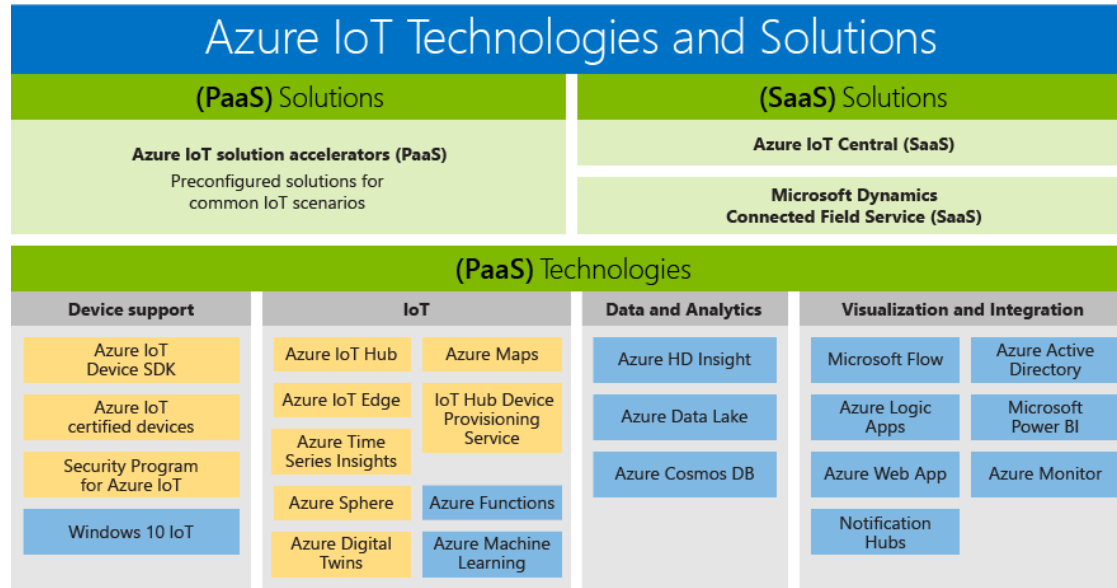 Azure IoT Technologies and Solutions
(PaaS) Solutions
Azure IoT solution accelerators (PaaS)
Preconfigured solutions for
common IoT scenarios
(SaaS) Solutions
Azure IoT Central (SaaS)
Microsoft Dynamics
Connected Field Service (SaaS)
(PaaS) Technologies
Device support
Azure IoT
Device SDK
Azure IoT
certified devices
Security Program
for Azure IoT
Windows 10 IoT
IoT
Azure IoT Hub
Azure IoT Edge
Azure Time
Series Insights
Azure Sphere
Azure Digital
Twins
Azure Maps
IoT Hub Device
Provisioning
Service
Azure Functions
Azure Machine
Learning
Data and Analytics
Azure HD Insight
Azure Data Lake
Azure Cosmos DB
Visualization and Integration
Microsoft Flow
Azure Logic
Apps
Azure Web App
Notification
Hubs
Azure Active
Directory
Microsoft
Power BI
Azure Monitor